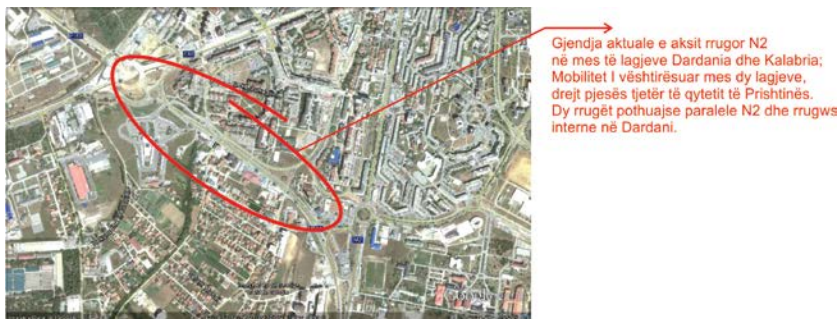 Gjendja aktuale e aksit rrugor N2
në mes të lagjeve Dardania dhe Kalabria;
Mobilitet I vështirësuar mes dy lagjeve,
drejt pjesës tjetër të qytetit të Prishtinës.
Dy rrugët pothuajse paralele N2 dhe rrugws
interne në Dardani.